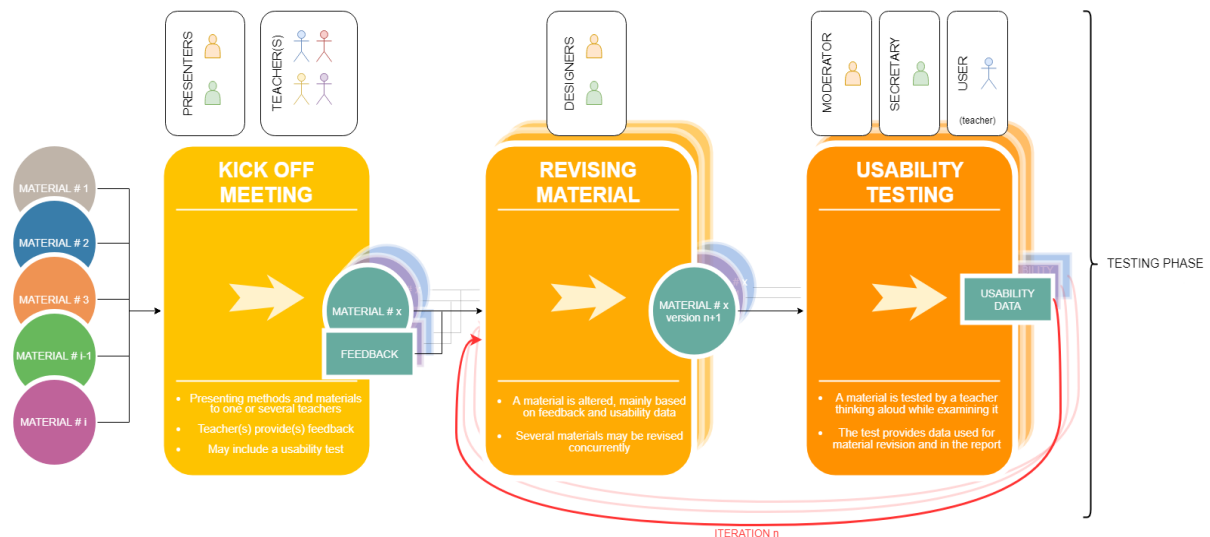 PRESENTERS
TEACHER(S)
DESIGNERS
MODERATOR
SECRETARY
USER
(teacher)
MATERIAL # 1
MATERIAL # 2
MATERIAL # 3
MATERIAL # i-1
MATERIAL # i
KICK OFF
MEETING
MATERIAL # x
FEEDBACK
Presenting methods and materials
to one or several teachers
Teacher(s) provide(s) feedback
May include a usability test
REVISING
MATERIAL
MATERIAL # x
version n+1
A material is altered, mainly based
on feedback and usability data
Several materials may be revised
concurrently
USABILITY
TESTING
USABILITY
DATA
A material is tested by a teacher
thinking aloud while examining it
The test provides data used for
material revision and in the report
TESTING PHASE
ITERATION n